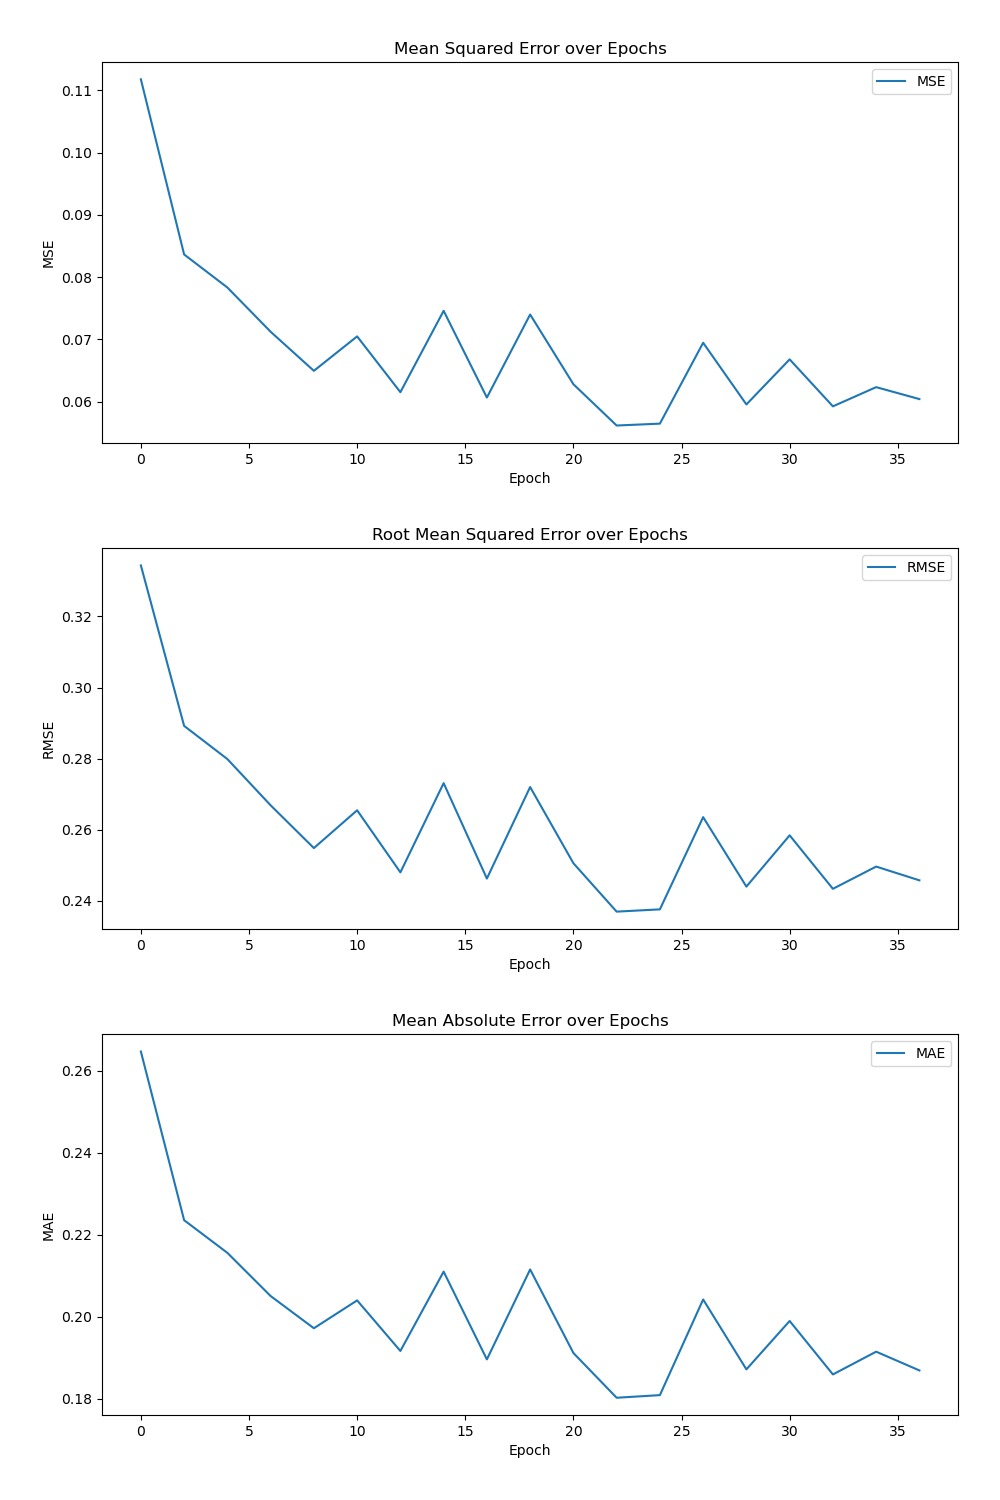 Mean Squared Error over Epochs
MSE
0.11
0.10
0.09
0.08
0.07
0.06
MSE
0 5 10 15 20 25 30 35
Epoch
Root Mean Squared Error over Epochs
RMSE
0.32
0.30
0.28
0.26
0.24
RMSE
0 5 10 15 20 25 30 35
Epoch
Mean Absolute Error over Epochs
MAE
0.26
0.24
0.22
0.20
0.18
MAE
0 5 10 15 20 25 30 35
Epoch